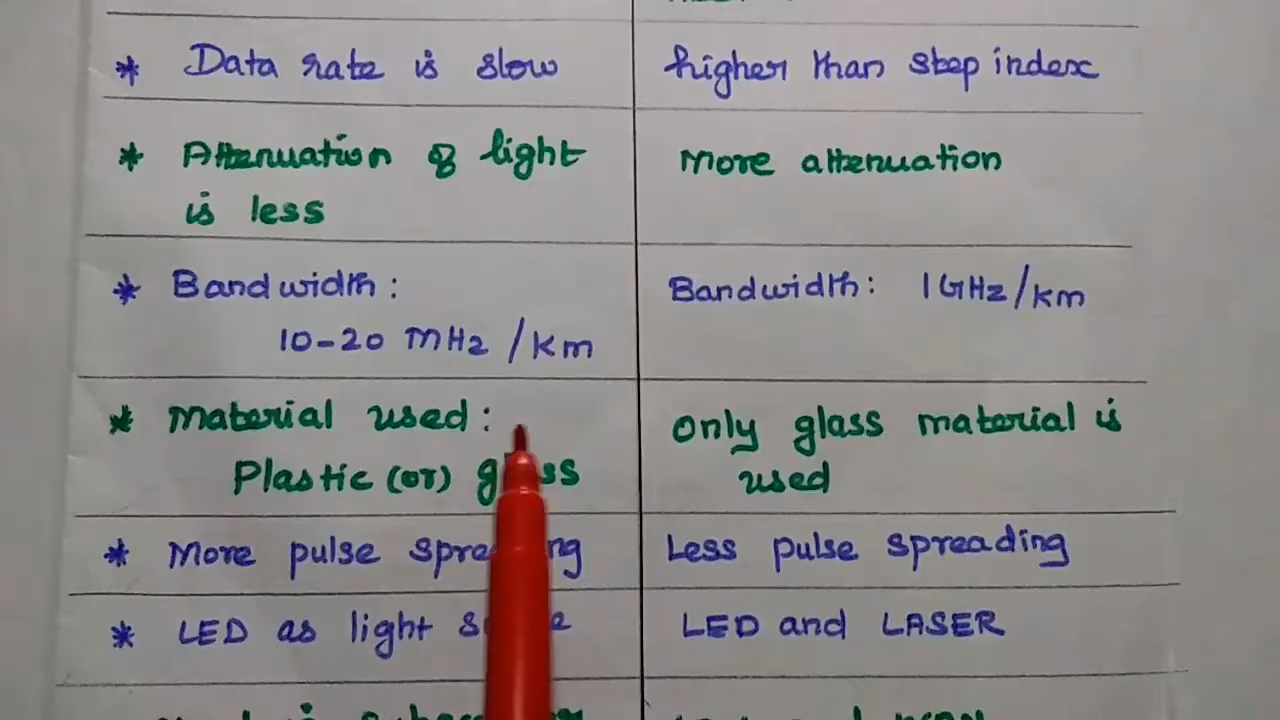 * Data rate is slow
higher than step index
* Attenuation of light
is less
More attenuation
* Bandwidth:
10-20 MHz /Km
Bandwidth: 1GHz/Km
* Material used:
Plastic (or)
only glass material is
used
* More pulse
Less pulse spreading
* LED as light
LED and LASER